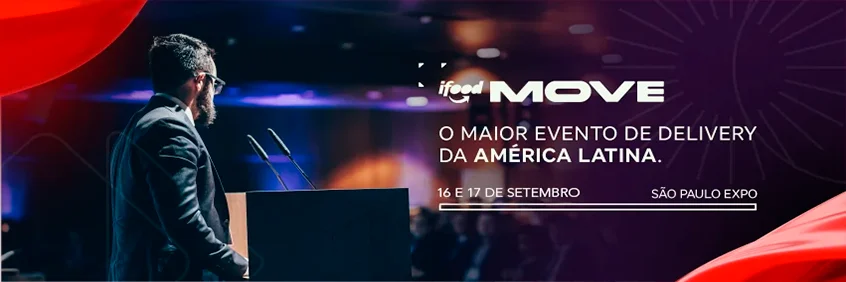 ifood MOVE
O MAIOR EVENTO DE DELIVERY
DA AMÉRICA LATINA.
16 E 17 DE SETEMBRO SÃO PAULO EXPO